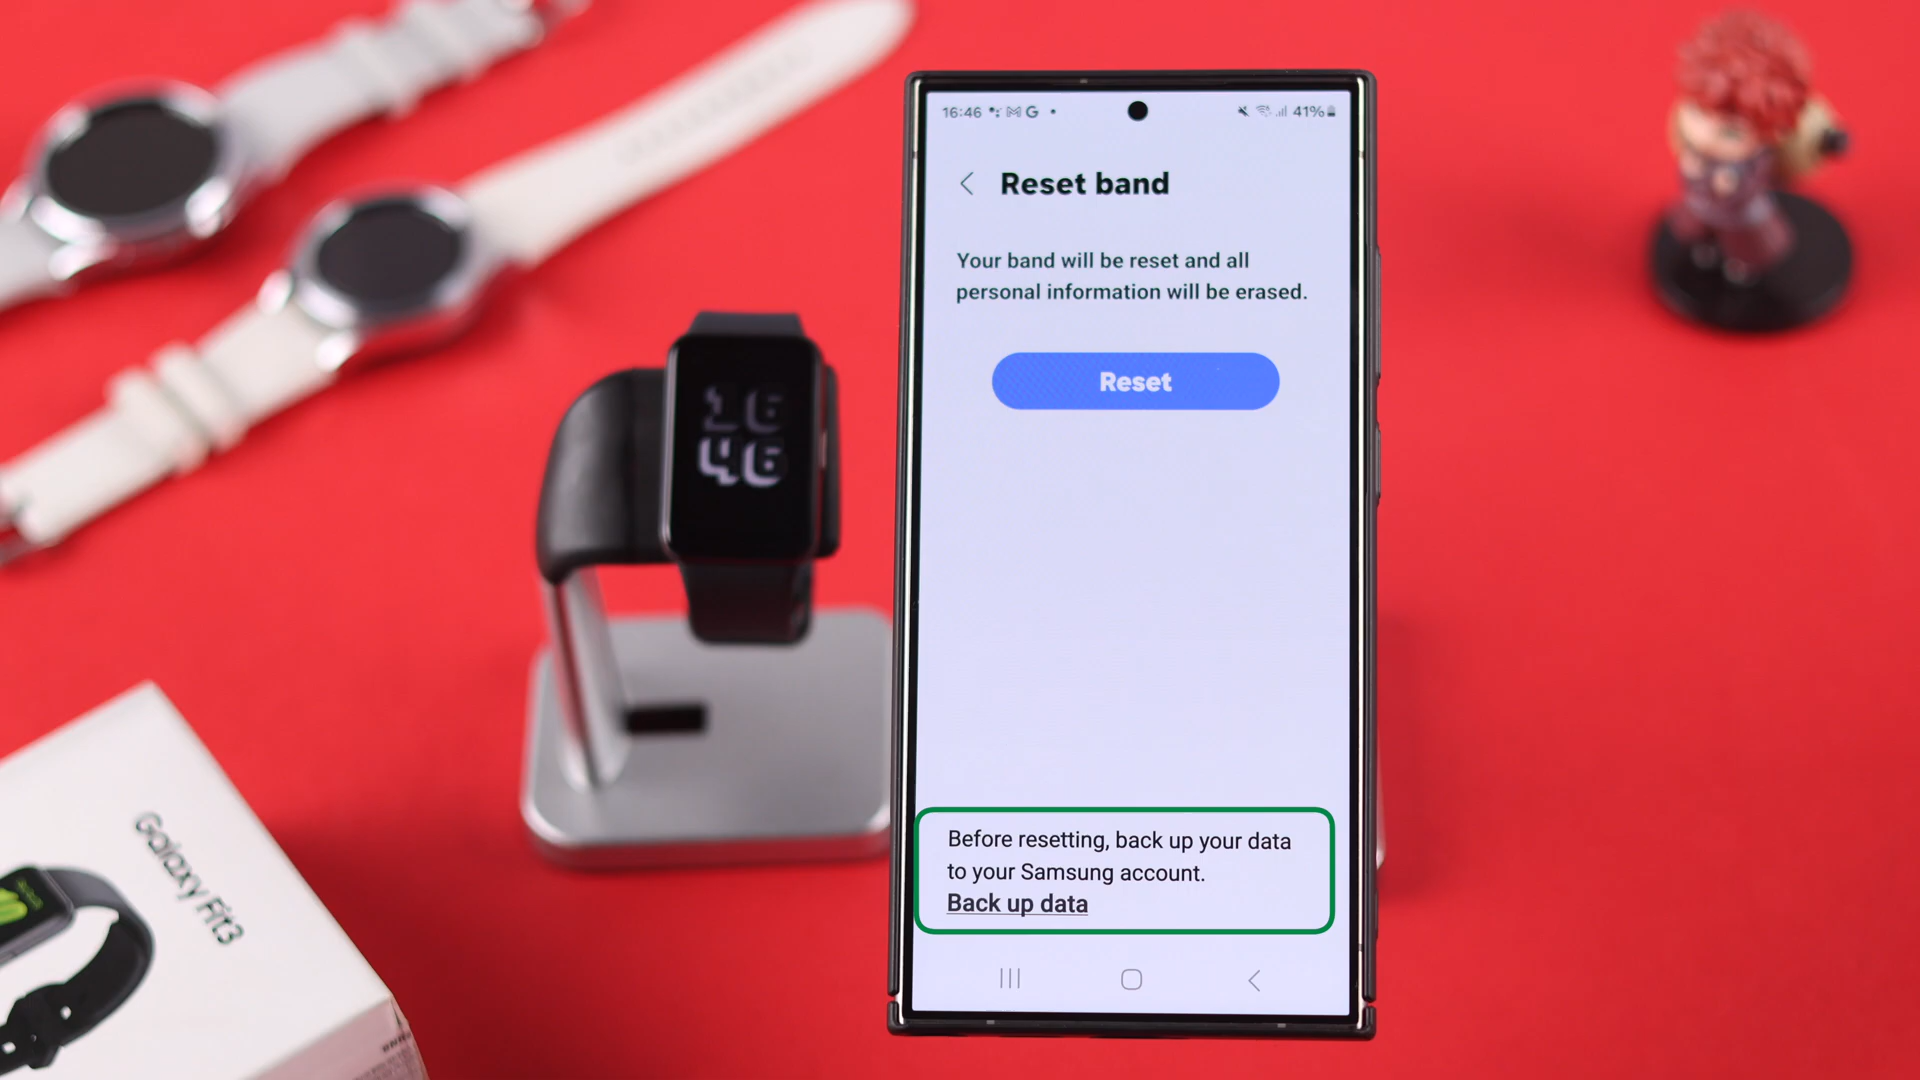 16:46
G
41%
Reset band
Your band will be reset and all
personal information will be erased.
Reset
16
46
Before resetting, back up your data
to your Samsung account.
Back up data
Galaxy Fit3